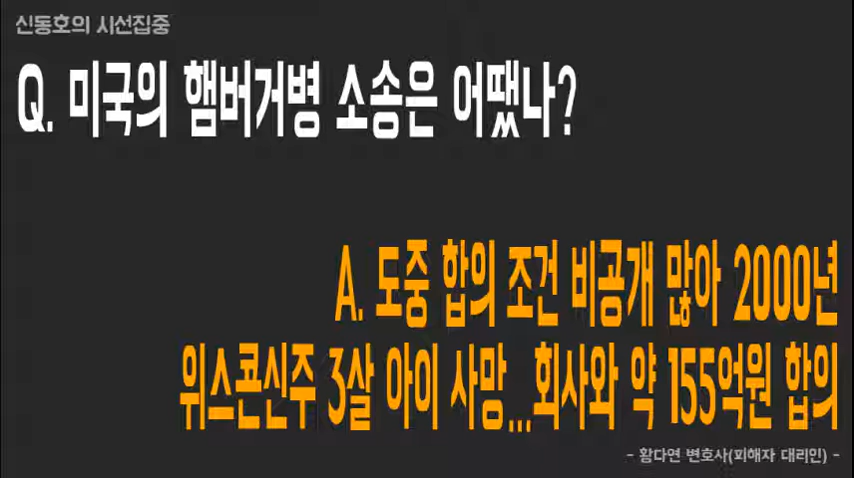 신동호의 시선집중
Q. 미국의 햄버거병 소송은 어땠나?
A. 도중 합의 조건 비공개 많아 2000년
위스콘신주 3살 아이 사망...회사와 약 155억원 합의
- 황다연 변호사(피해자 대리인) -